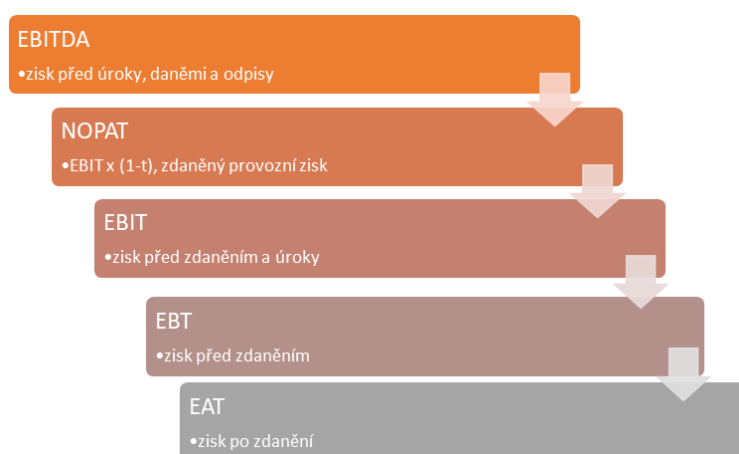 EBITDA
•zisk před úroky, daněmi a odpisy
NOPAT
•EBIT x (1-t), zdaněný provozní zisk
EBIT
•zisk před zdaněním a úroky
EBT
•zisk před zdaněním
EAT
•zisk po zdanění